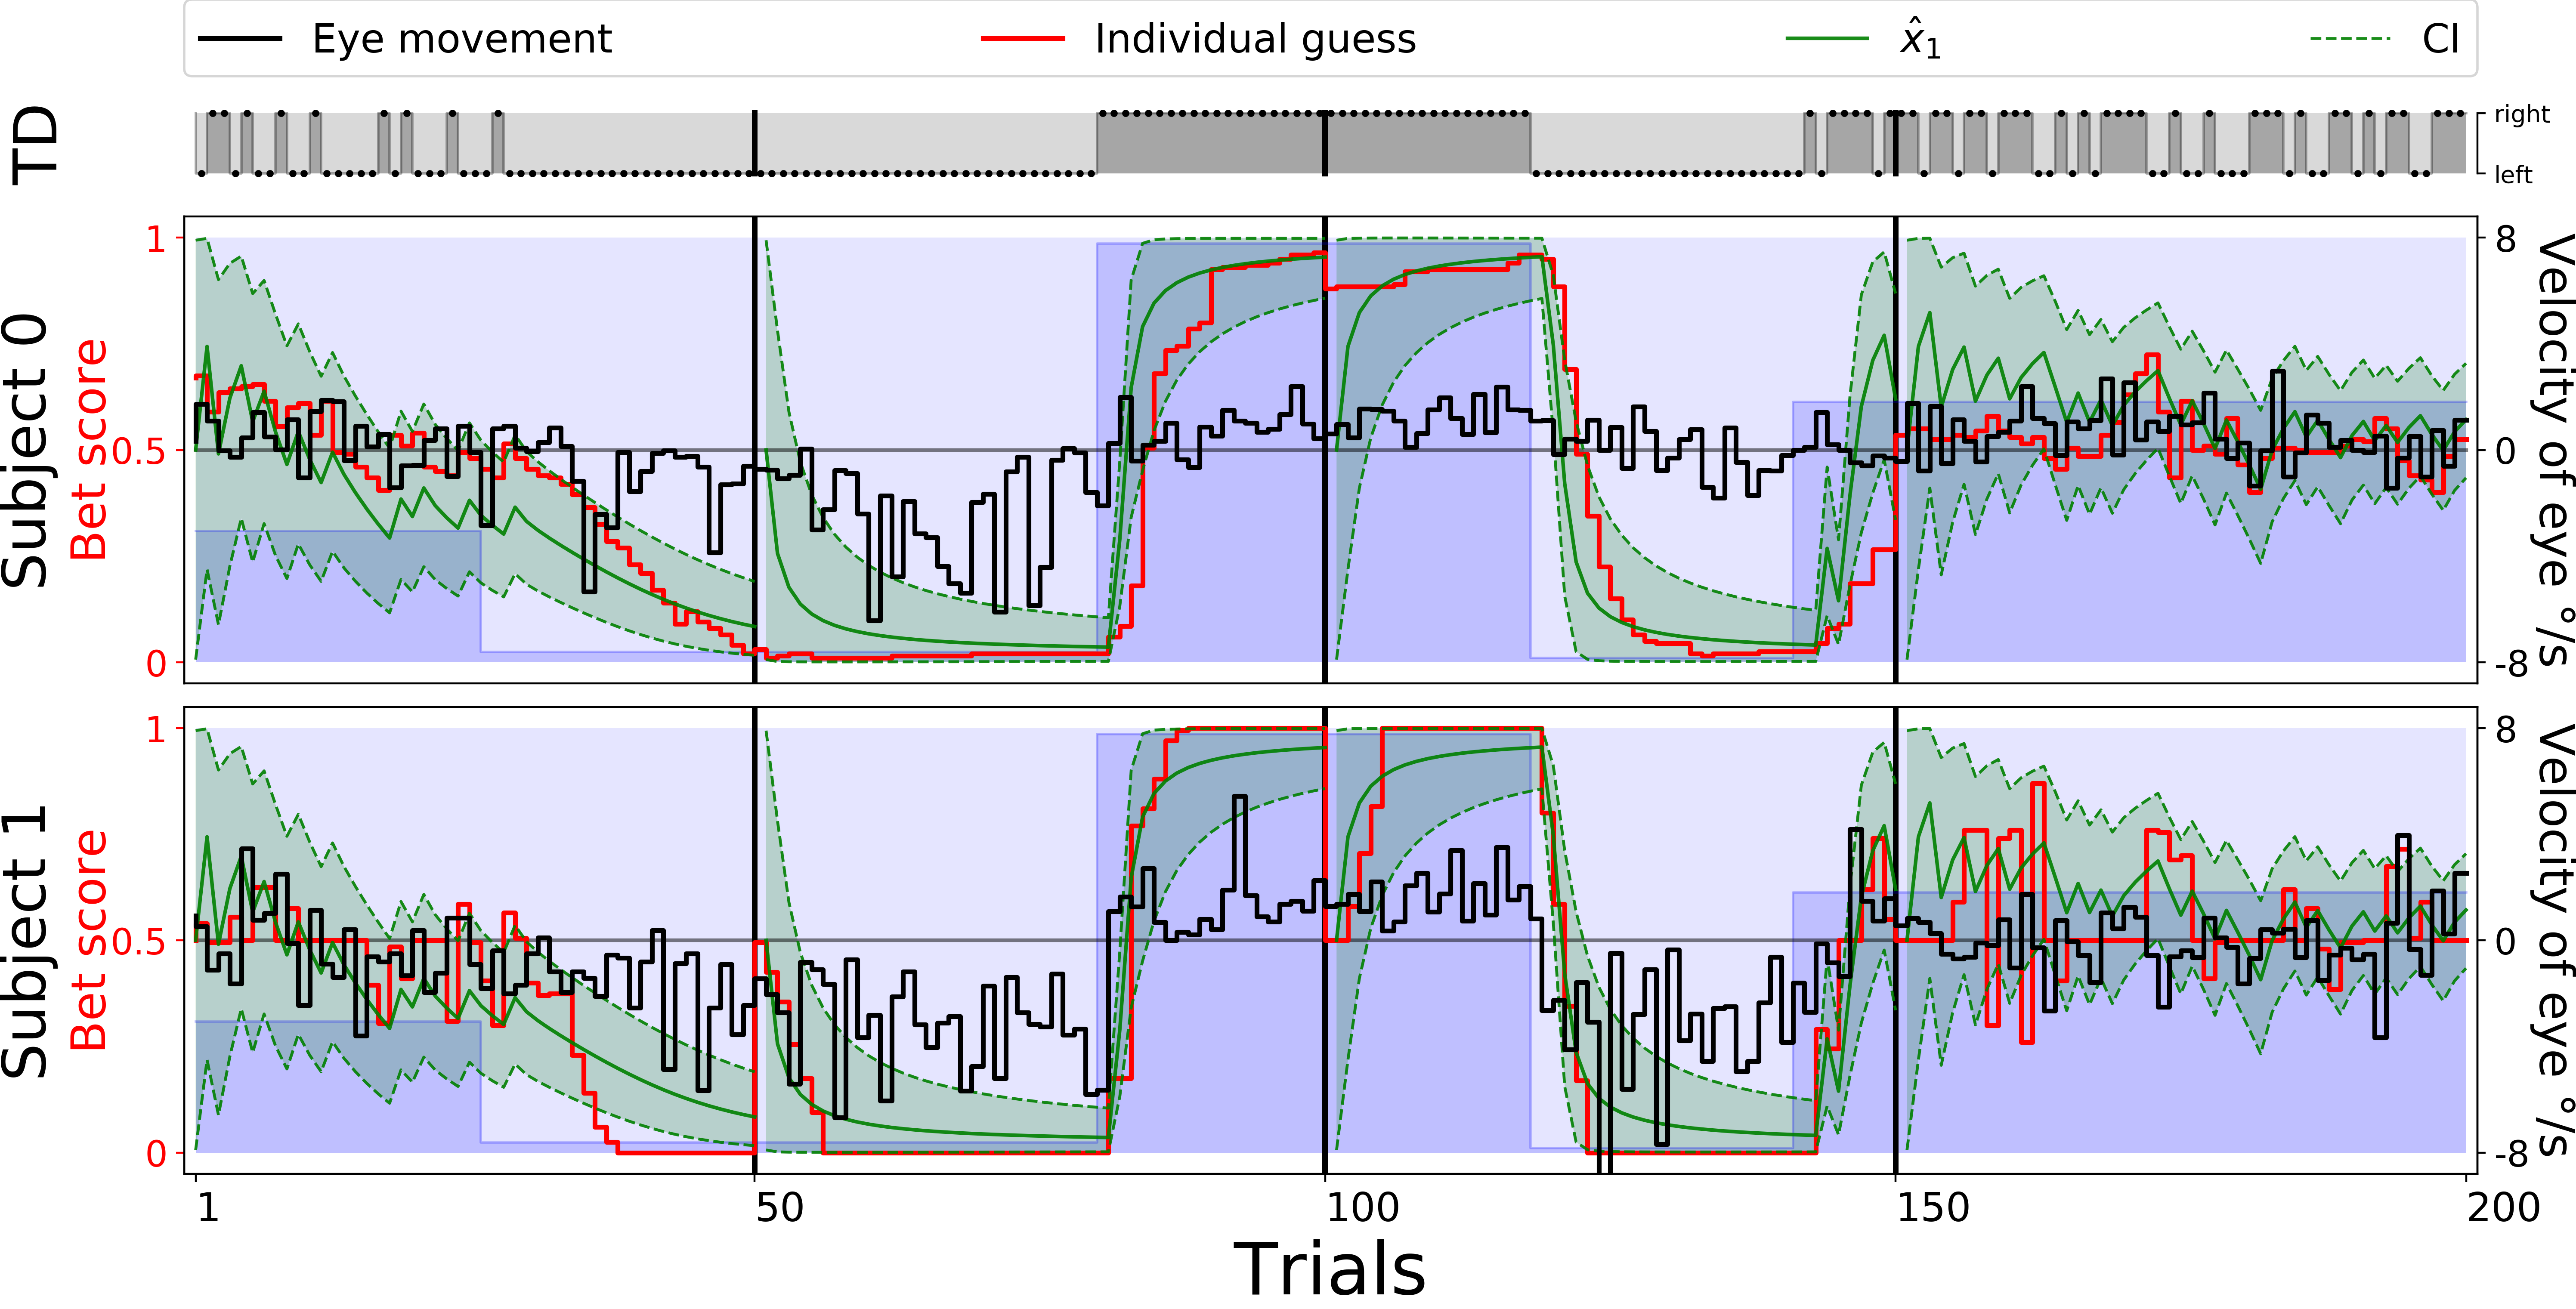 Eye movement Individual guess x̂₁ CI
TD
right
left
Subject 0
Bet score
1
0.5
0
8
0
-8
Velocity of eye °/s
Subject 1
Bet score
1
0.5
0
8
0
-8
Velocity of eye °/s
1 50 100 150 200
Trials